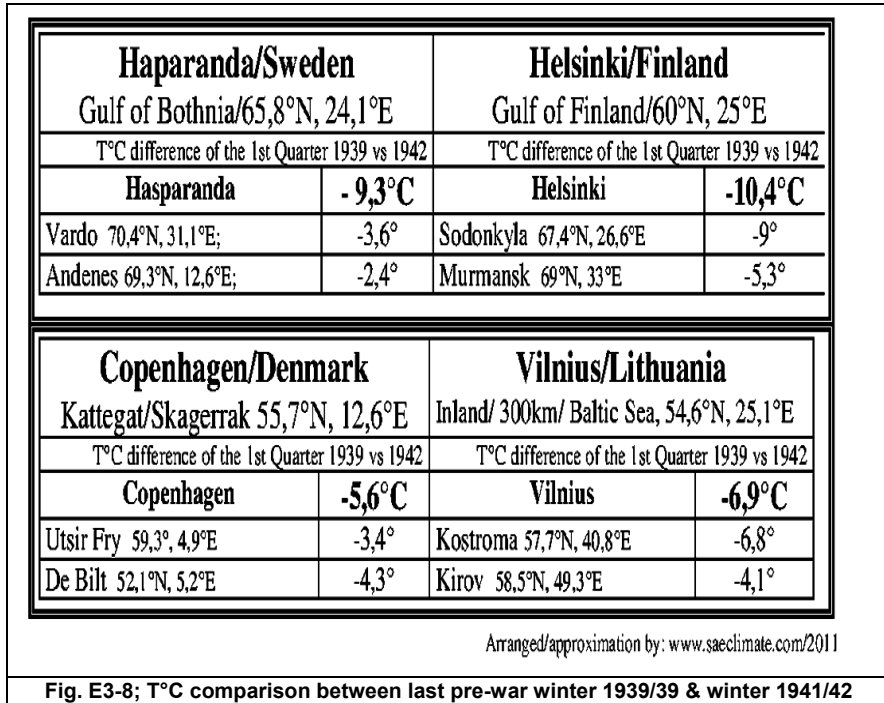 Haparanda/Sweden
Gulf of Bothnia/65,8°N, 24,1°E
T°C difference of the 1st Quarter 1939 vs 1942
Hasparanda - 9,3°C
Vardo 70,4°N, 31,1°E; -3,6°
Andenes 69,3°N, 12,6°E; -2,4°
Helsinki/Finland
Gulf of Finland/60°N, 25°E
T°C difference of the 1st Quarter 1939 vs 1942
Helsinki -10,4°C
Sodonkyla 67,4°N, 26,6°E -9°
Murmansk 69°N, 33°E -5,3°
Copenhagen/Denmark
Kattegat/Skagerrak 55,7°N, 12,6°E
T°C difference of the 1st Quarter 1939 vs 1942
Copenhagen -5,6°C
Utsir Fry 59,3°, 4,9°E -3,4°
De Bilt 52,1°N, 5,2°E -4,3°
Vilnius/Lithuania
Inland/ 300km/ Baltic Sea, 54,6°N, 25,1°E
T°C difference of the 1st Quarter 1939 vs 1942
Vilnius -6,9°C
Kostroma 57,7°N, 40,8°E -6,8°
Kirov 58,5°N, 49,3°E -4,1°
Arranged/approximation by: www.saeclimate.com/2011
Fig. E3-8; T°C comparison between last pre-war winter 1939/39 & winter 1941/42